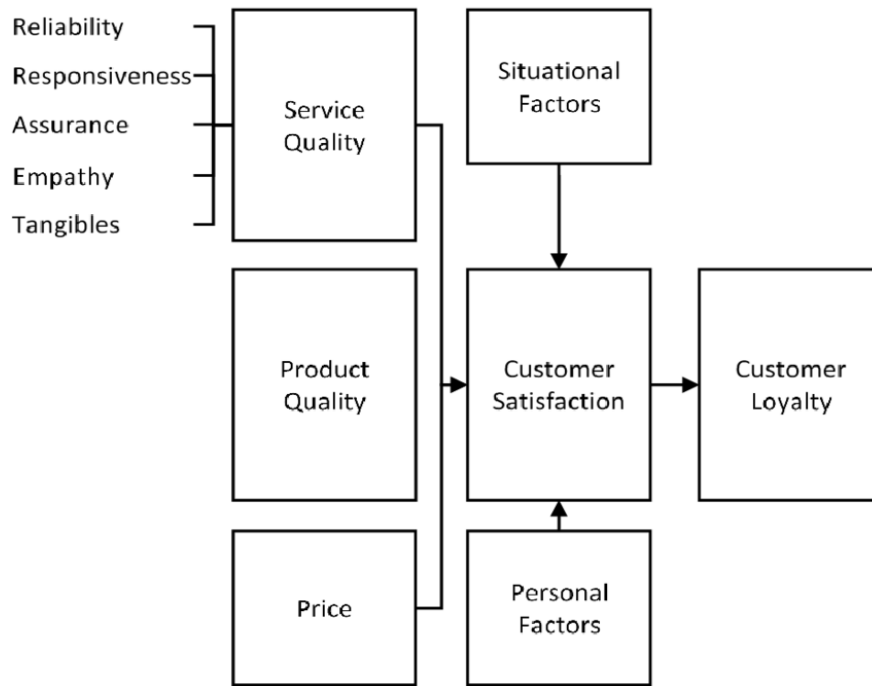 Reliability
Responsiveness
Assurance
Empathy
Tangibles
Service
Quality
Situational
Factors
Product
Quality
Customer
Satisfaction
Customer
Loyalty
Price
Personal
Factors